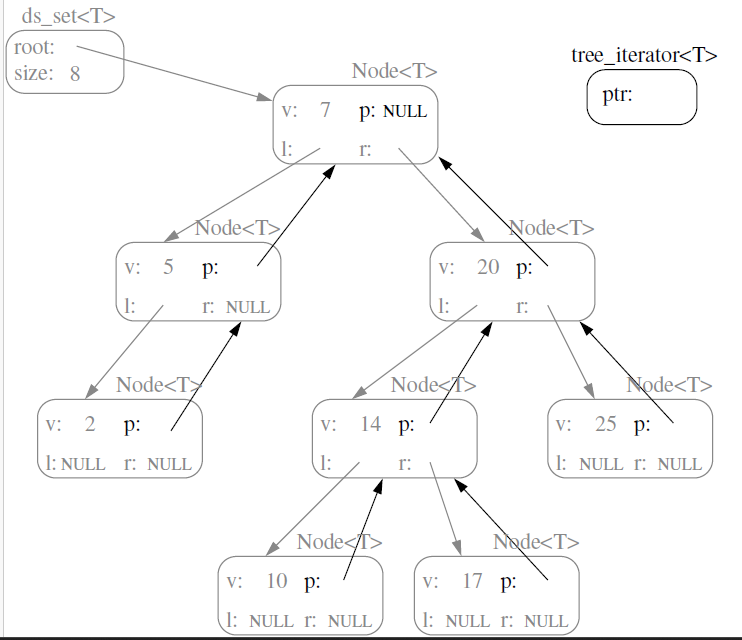 ds_set<T>
root:
size: 8
tree_iterator<T>
ptr:
Node<T>
v: 7 p: NULL
l: r:
Node<T>
v: 5 p:
l: r: NULL
Node<T>
v: 20 p:
l: r:
Node<T>
v: 2 p:
l: NULL r: NULL
Node<T>
v: 14 p:
l: r:
Node<T>
v: 25 p:
l: NULL r: NULL
Node<T>
v: 10 p:
l: NULL r: NULL
Node<T>
v: 17 p:
l: NULL r: NULL